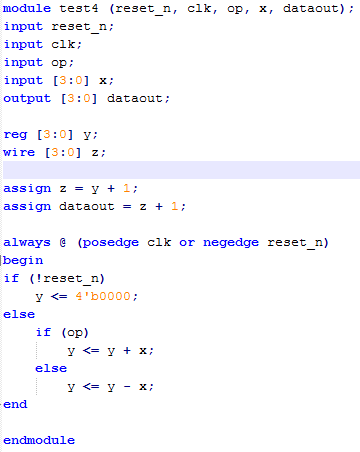 module test4 (reset_n, clk, op, x, dataout);
input reset_n;
input clk;
input op;
input [3:0] x;
output [3:0] dataout;
reg [3:0] y;
wire [3:0] z;
assign z = y + 1;
assign dataout = z + 1;
always @ (posedge clk or negedge reset_n)
begin
if (!reset_n)
y <= 4'b0000;
else
if (op)
y <= y + x;
else
y <= y - x;
end
endmodule